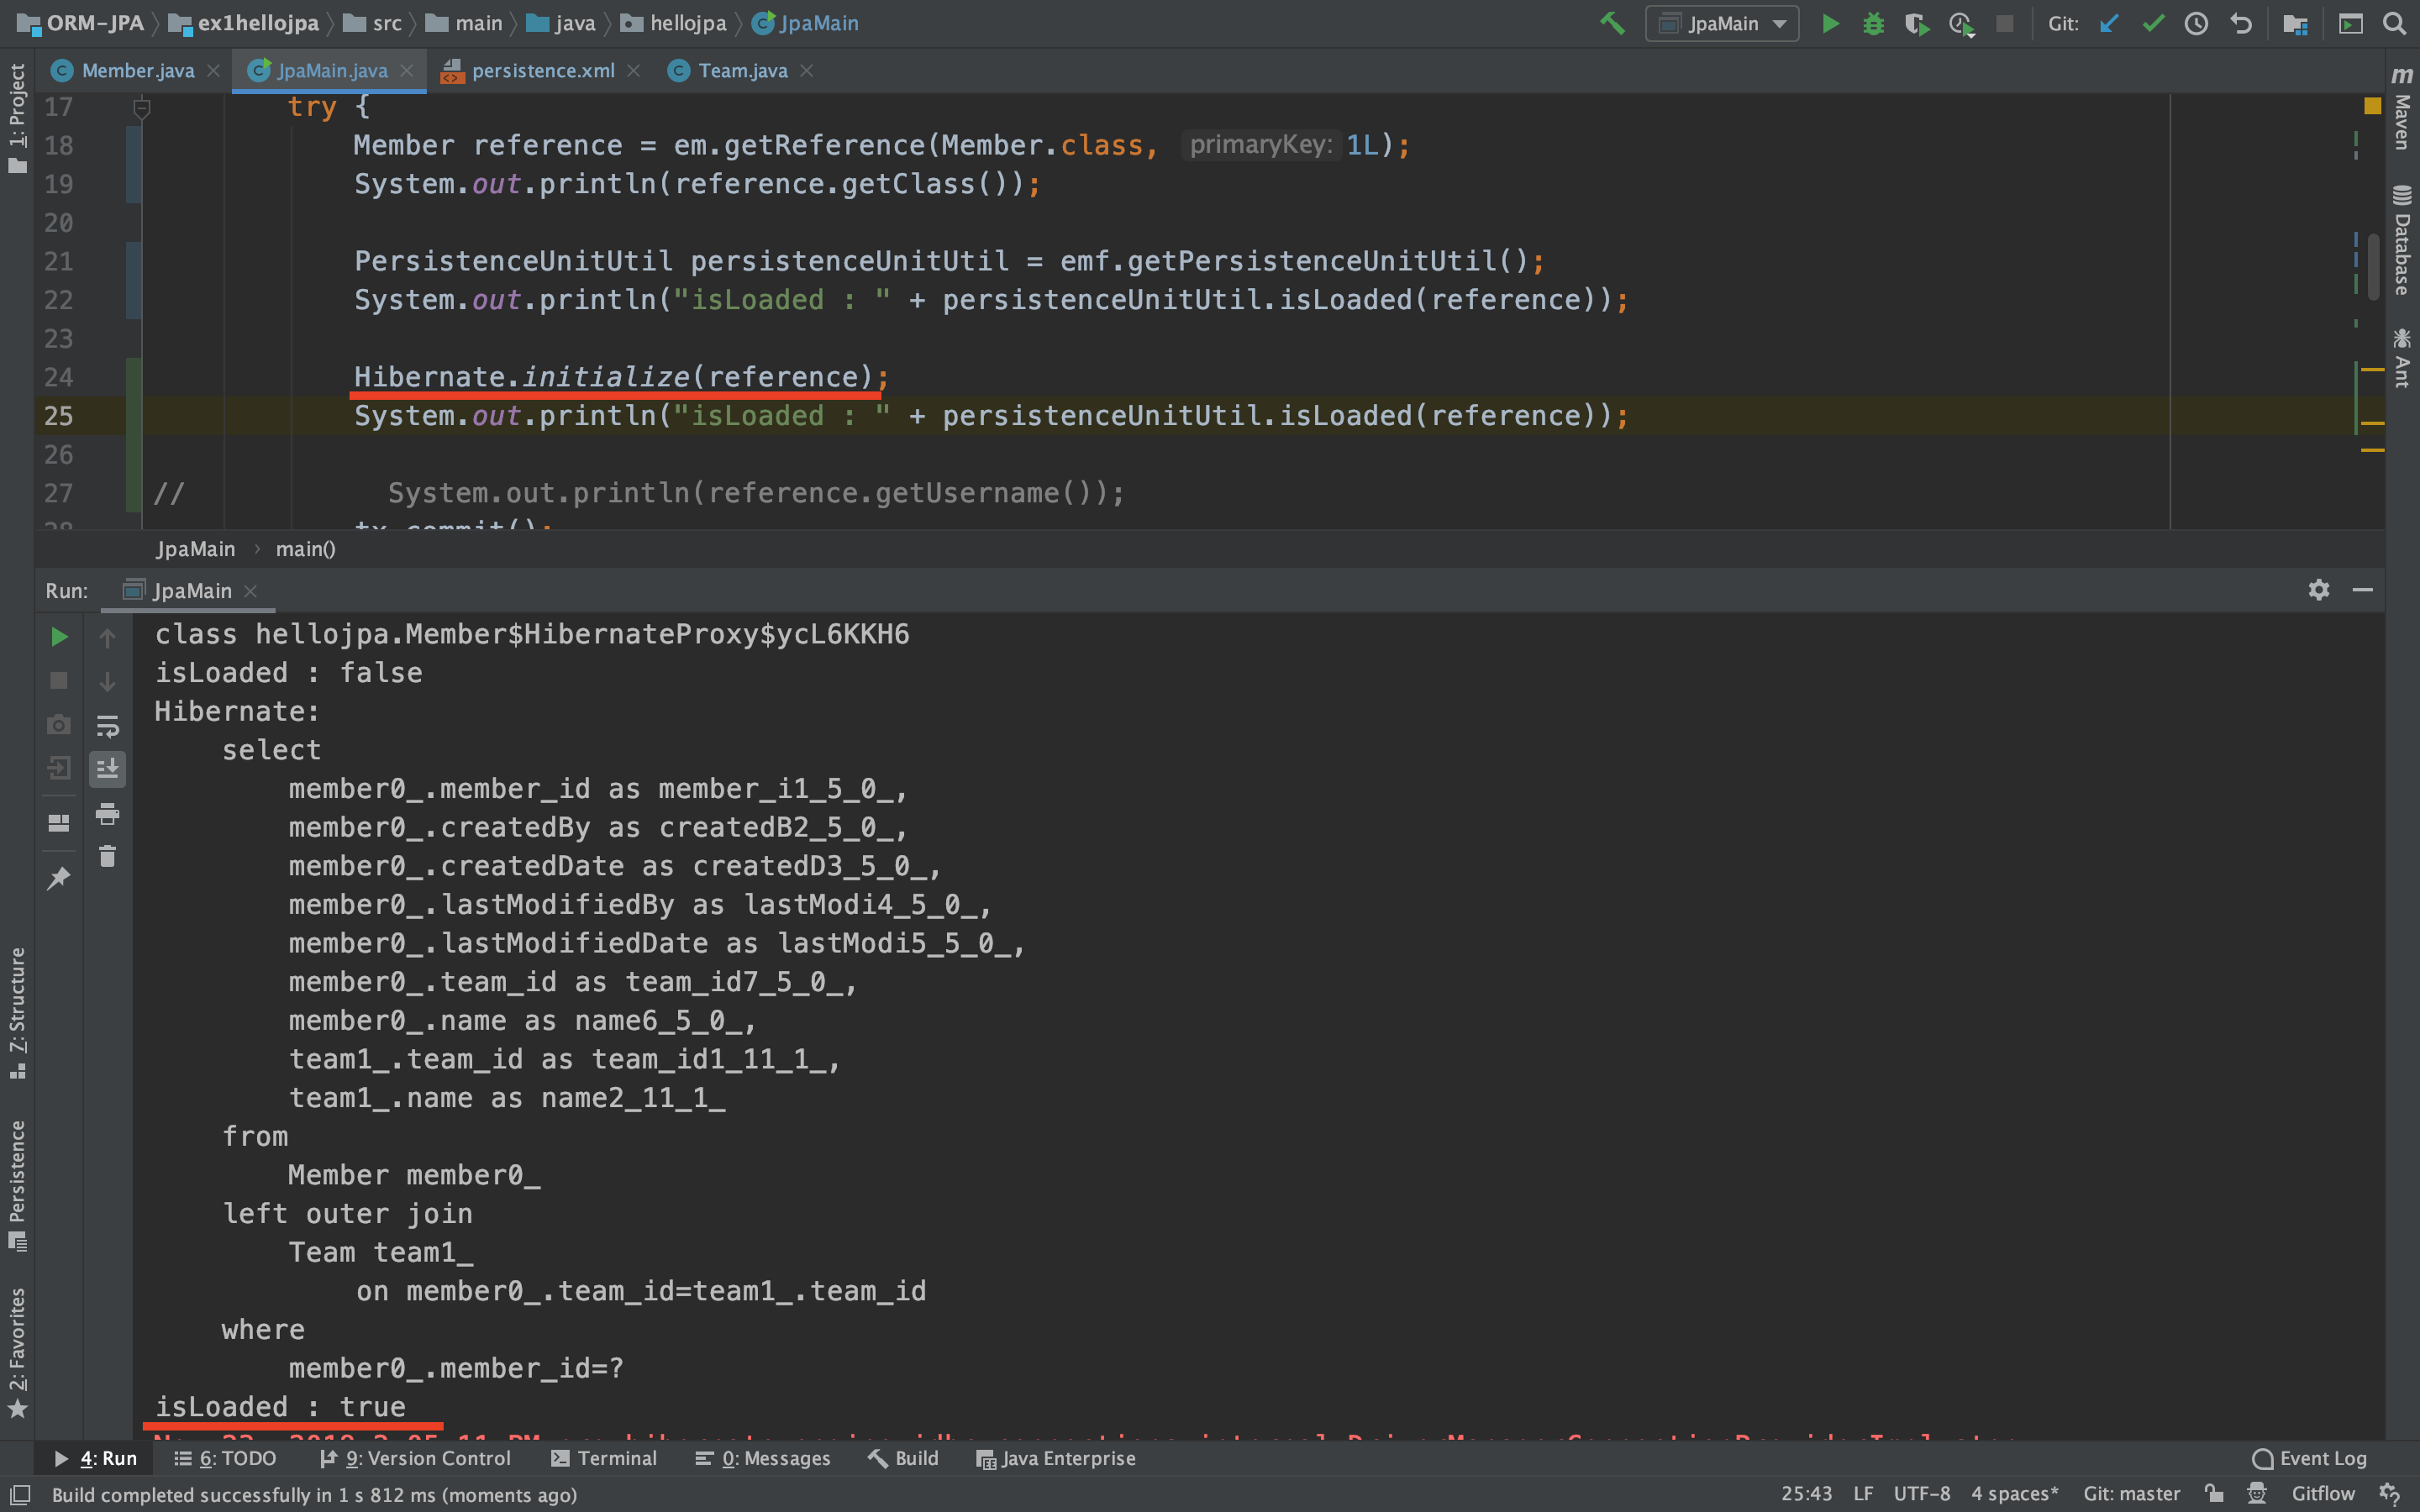 ORM-JPA ex1hellojpa src main java hellojpa JpaMain JpaMain Git:
Member.java JpaMain.java persistence.xml Team.java
17 try {
18 Member reference = em.getReference(Member.class, primaryKey: 1L);
19 System.out.println(reference.getClass());
20
21 PersistenceUnitUtil persistenceUnitUtil = emf.getPersistenceUnitUtil();
22 System.out.println("isLoaded : " + persistenceUnitUtil.isLoaded(reference));
23
24 Hibernate.initialize(reference);
25 System.out.println("isLoaded : " + persistenceUnitUtil.isLoaded(reference));
26
27 // System.out.println(reference.getUsername());
28 tx.commit();
JpaMain main()
Run: JpaMain
class hellojpa.Member$HibernateProxy$ycL6KKH6
isLoaded : false
Hibernate:
select
member0_.member_id as member_i1_5_0_,
member0_.createdBy as createdB2_5_0_,
member0_.createdDate as createdD3_5_0_,
member0_.lastModifiedBy as lastModi4_5_0_,
member0_.lastModifiedDate as lastModi5_5_0_,
member0_.team_id as team_id7_5_0_,
member0_.name as name6_5_0_,
team1_.team_id as team_id1_11_1_,
team1_.name as name2_11_1_
from
Member member0_
left outer join
Team team1_
on member0_.team_id=team1_.team_id
where
member0_.member_id=?
isLoaded : true
1: Project
7: Structure
Persistence
2: Favorites
m Maven
Database
Ant
4: Run 6: TODO 9: Version Control Terminal 0: Messages Build Java Enterprise Event Log
Build completed successfully in 1 s 812 ms (moments ago) 25:43 LF UTF-8 4 spaces* Git: master Gitflow